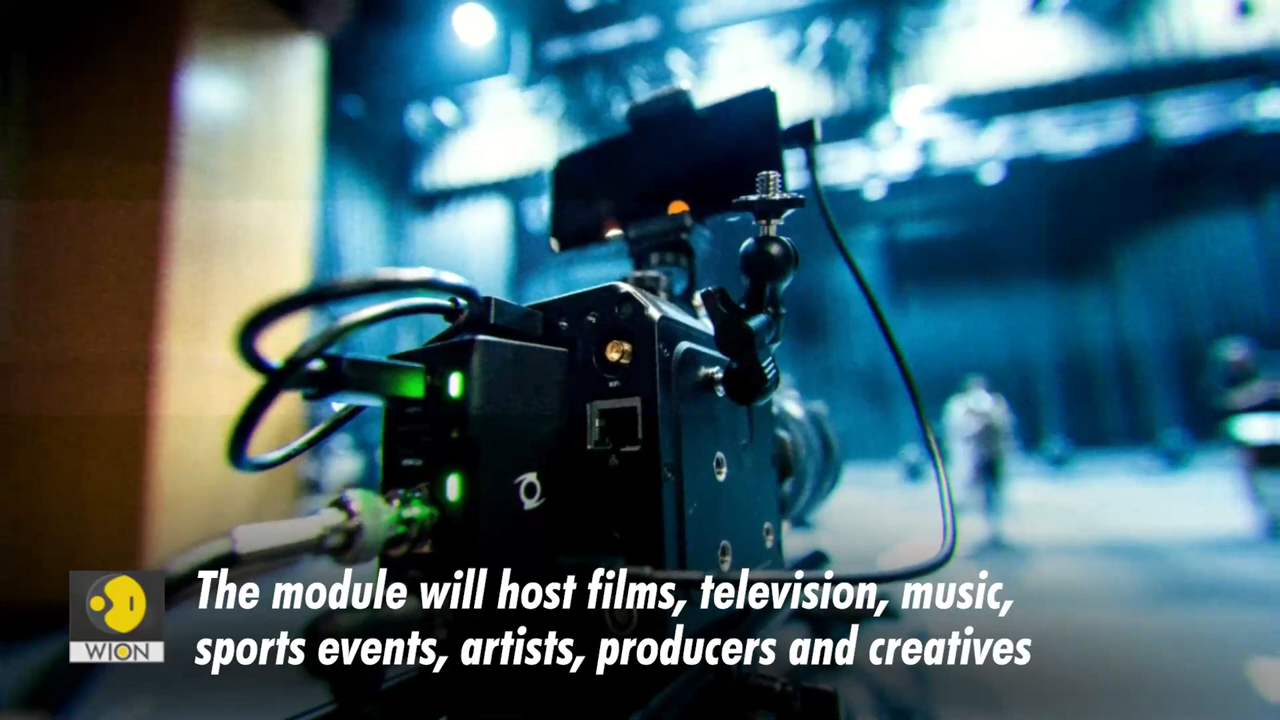 The module will host films, television, music,
sports events, artists, producers and creatives
WION